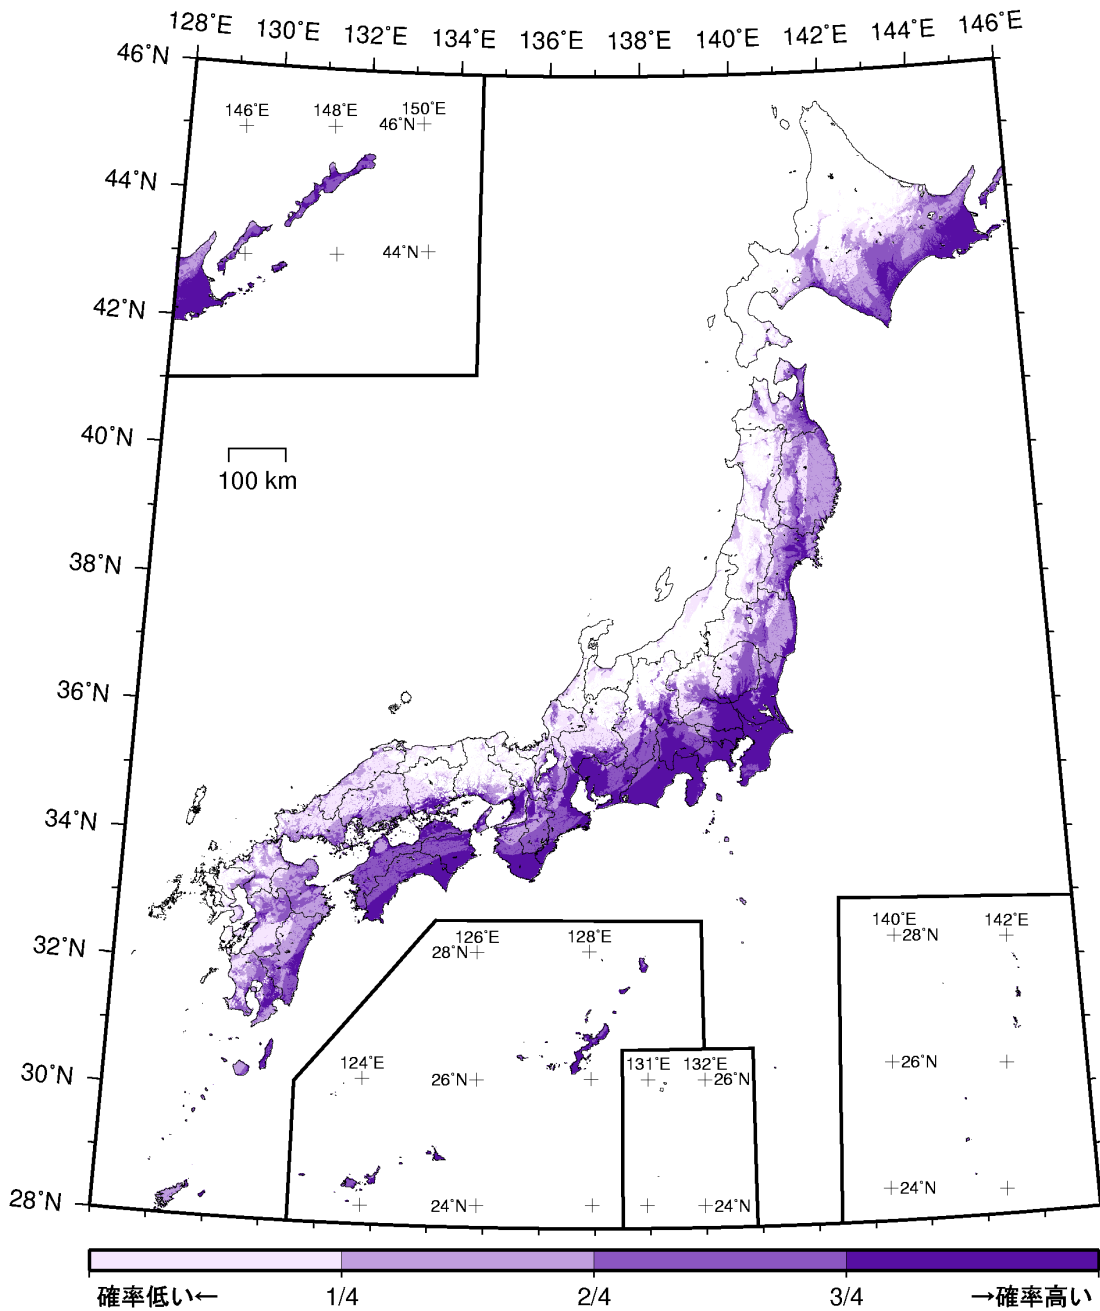 128°E 130°E 132°E 134°E 136°E 138°E 140°E 142°E 144°E 146°E
46°N
146°E 148°E 150°E
46°N
44°N
44°N
42°N
40°N
100 km
38°N
36°N
34°N
32°N
126°E 128°E
28°N
140°E 142°E
28°N
30°N
124°E
26°N
131°E 132°E
26°N
26°N
28°N
24°N
24°N
24°N
確率低い← 1/4 2/4 3/4 →確率高い